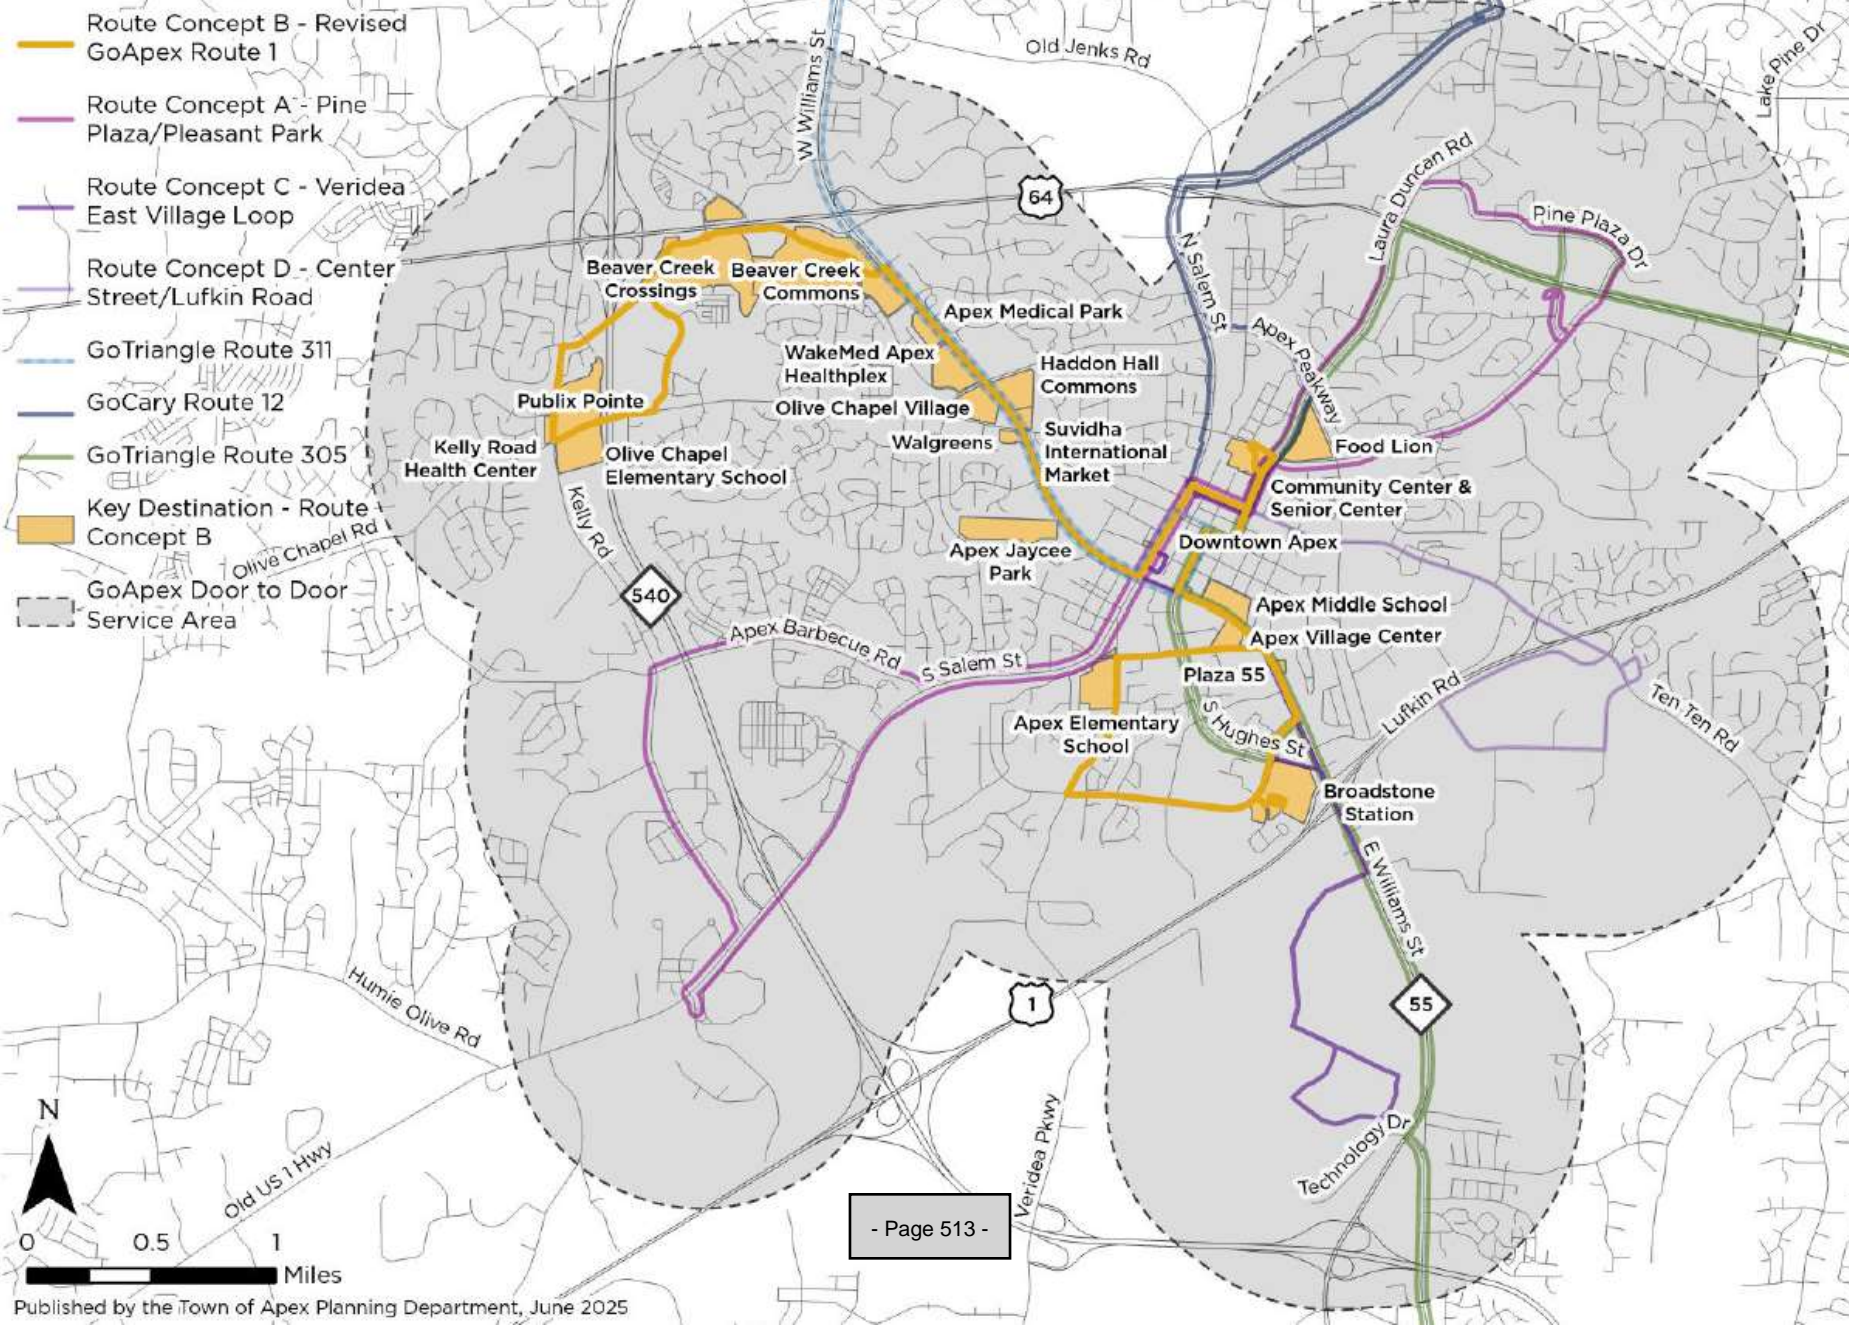 Route Concept B - Revised
GoApex Route 1
Route Concept A - Pine
Plaza/Pleasant Park
Route Concept C - Veridea
East Village Loop
Route Concept D - Center
Street/Lufkin Road
GoTriangle Route 311
GoCary Route 12
GoTriangle Route 305
Key Destination - Route
Concept B
GoApex Door to Door
Service Area
W Williams St
Old Jenks Rd
Lake Pine Dr
64
Laura Duncan Rd
Pine Plaza Dr
N Salem St
Apex Peakway
Beaver Creek
Crossings
Beaver Creek
Commons
Apex Medical Park
WakeMed Apex
Healthplex
Haddon Hall
Commons
Publix Pointe
Olive Chapel Village
Walgreens
Suvidha
International
Market
Kelly Road
Health Center
Olive Chapel
Elementary School
Food Lion
Community Center &
Senior Center
Kelly Rd
Olive Chapel Rd
Apex Jaycee
Park
Downtown Apex
540
Apex Middle School
Apex Village Center
Apex Barbecue Rd
S Salem St
Plaza 55
Apex Elementary
School
S Hughes St
Lufkin Rd
Ten Ten Rd
Broadstone
Station
E Williams St
Humie Olive Rd
1
55
Old US 1 Hwy
Veridea Pkwy
Technology Dr
N
0 0.5 1
Miles
- Page 513 -
Published by the Town of Apex Planning Department, June 2025